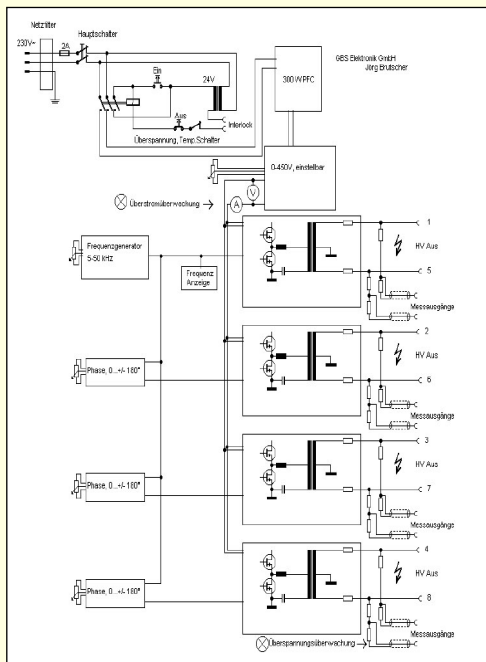 Netzfilter
230V~
2A
Hauptschalter
Ein
24V
Aus
Interlock
Überspannung, Temp.Schalter
300 W PFC
GBS Elektronik GmbH
Jörg Brutscher
0-450V, einstellbar
V
A
Überstromüberwachung
Frequenzgenerator
5-50 kHz
Frequenz
Anzeige
1
HV Aus
5
Messausgänge
Phase, 0...+/- 180°
2
HV Aus
6
Messausgänge
Phase, 0...+/- 180°
3
HV Aus
7
Messausgänge
Phase, 0...+/- 180°
4
HV Aus
8
Messausgänge
Überspannungsüberwachung